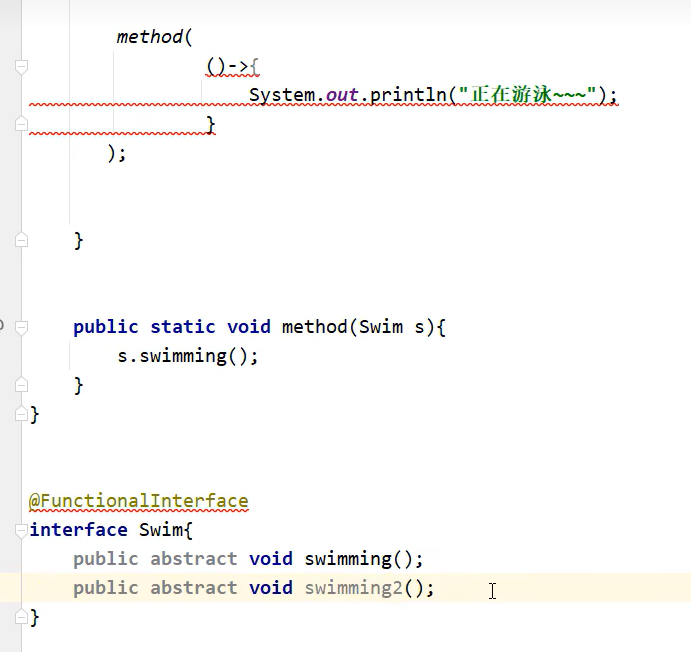 method(
()->{
System.out.println("正在游泳~~~");
}
);
}
public static void method(Swim s){
s.swimming();
}
}
@FunctionalInterface
interface Swim{
public abstract void swimming();
public abstract void swimming2();
}